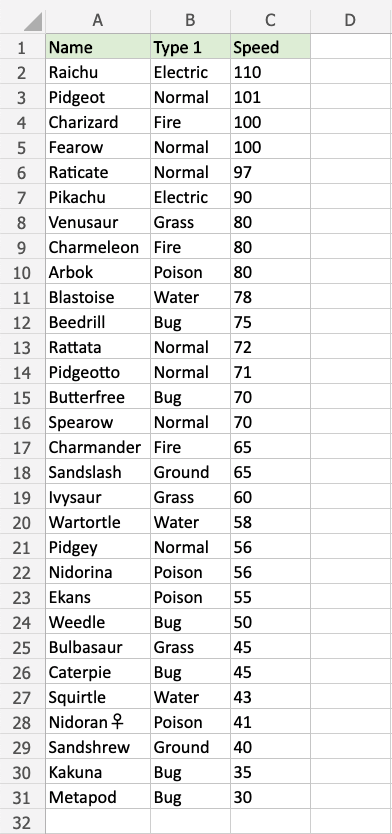 A B C D
1 Name Type 1 Speed
2 Raichu Electric 110
3 Pidgeot Normal 101
4 Charizard Fire 100
5 Fearow Normal 100
6 Raticate Normal 97
7 Pikachu Electric 90
8 Venusaur Grass 80
9 Charmeleon Fire 80
10 Arbok Poison 80
11 Blastoise Water 78
12 Beedrill Bug 75
13 Rattata Normal 72
14 Pidgeotto Normal 71
15 Butterfree Bug 70
16 Spearow Normal 70
17 Charmander Fire 65
18 Sandslash Ground 65
19 Ivysaur Grass 60
20 Wartortle Water 58
21 Pidgey Normal 56
22 Nidorina Poison 56
23 Ekans Poison 55
24 Weedle Bug 50
25 Bulbasaur Grass 45
26 Caterpie Bug 45
27 Squirtle Water 43
28 Nidoran♀ Poison 41
29 Sandshrew Ground 40
30 Kakuna Bug 35
31 Metapod Bug 30
32